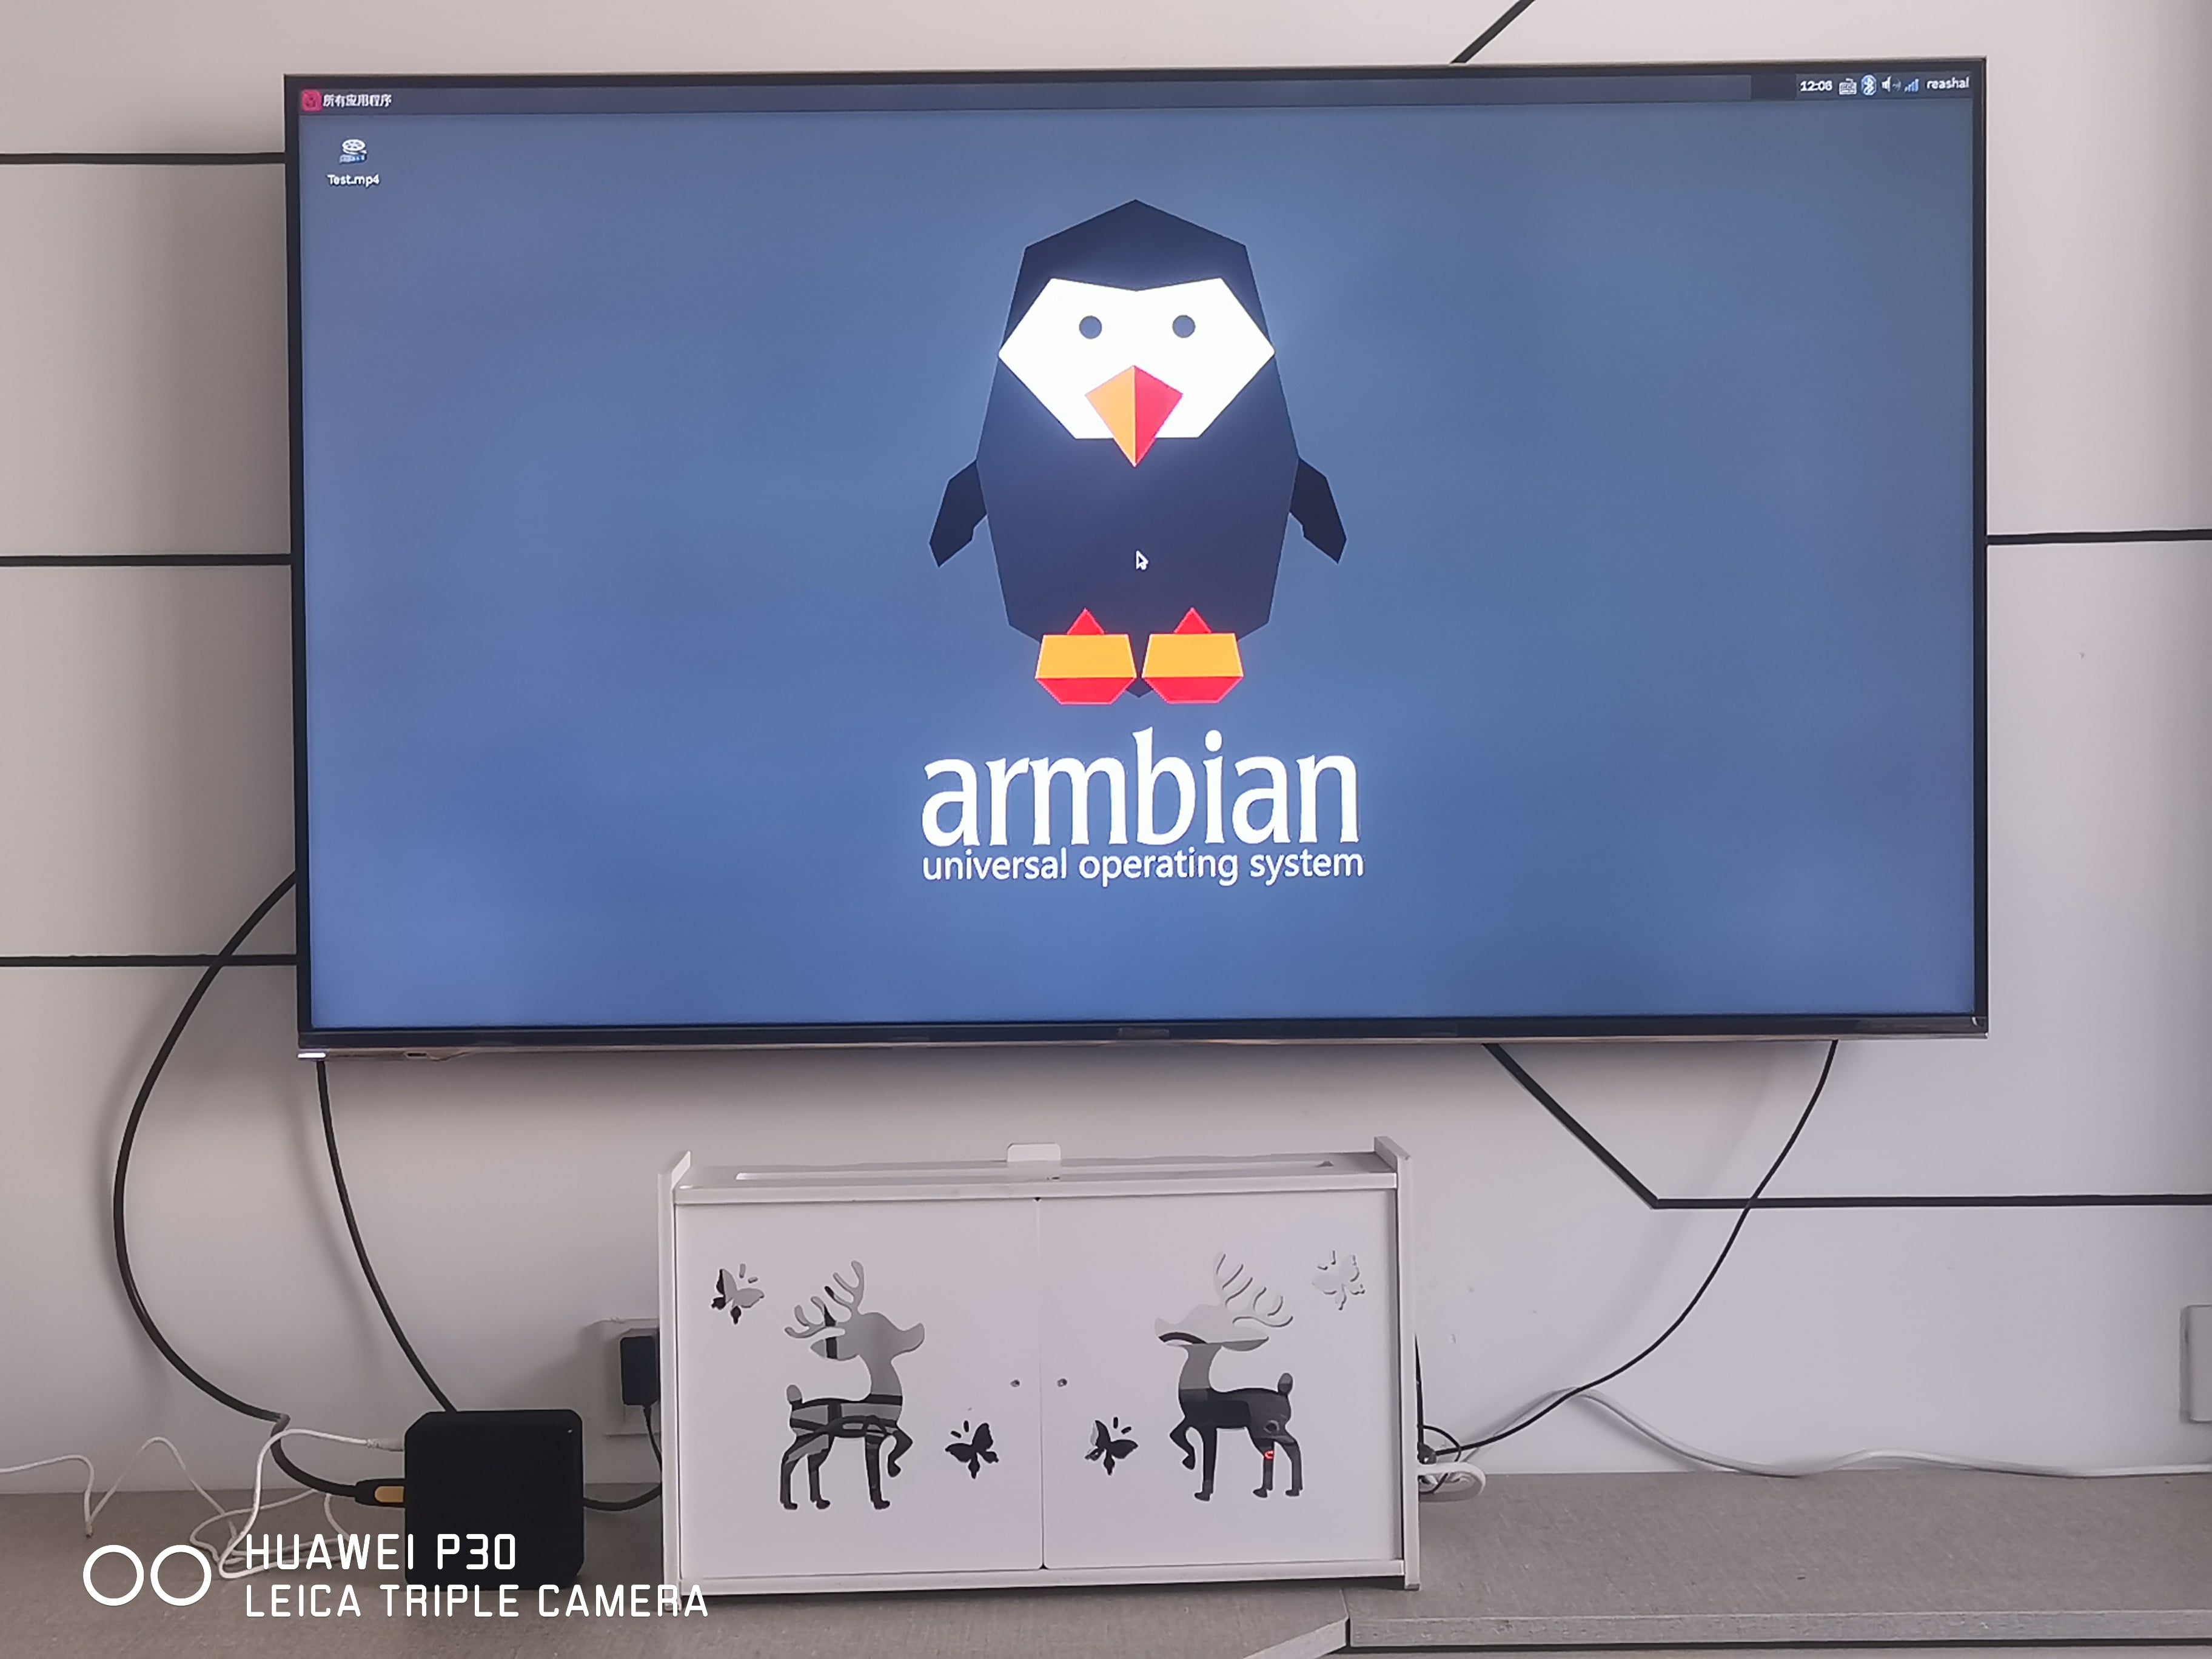 所有应用程序
12:06
reashal
Test.mp4
armbian
universal operating system
HUAWEI P30
LEICA TRIPLE CAMERA